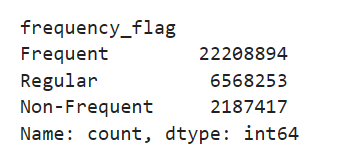 frequency_flag
Frequent 22208894
Regular 6568253
Non-Frequent 2187417
Name: count, dtype: int64